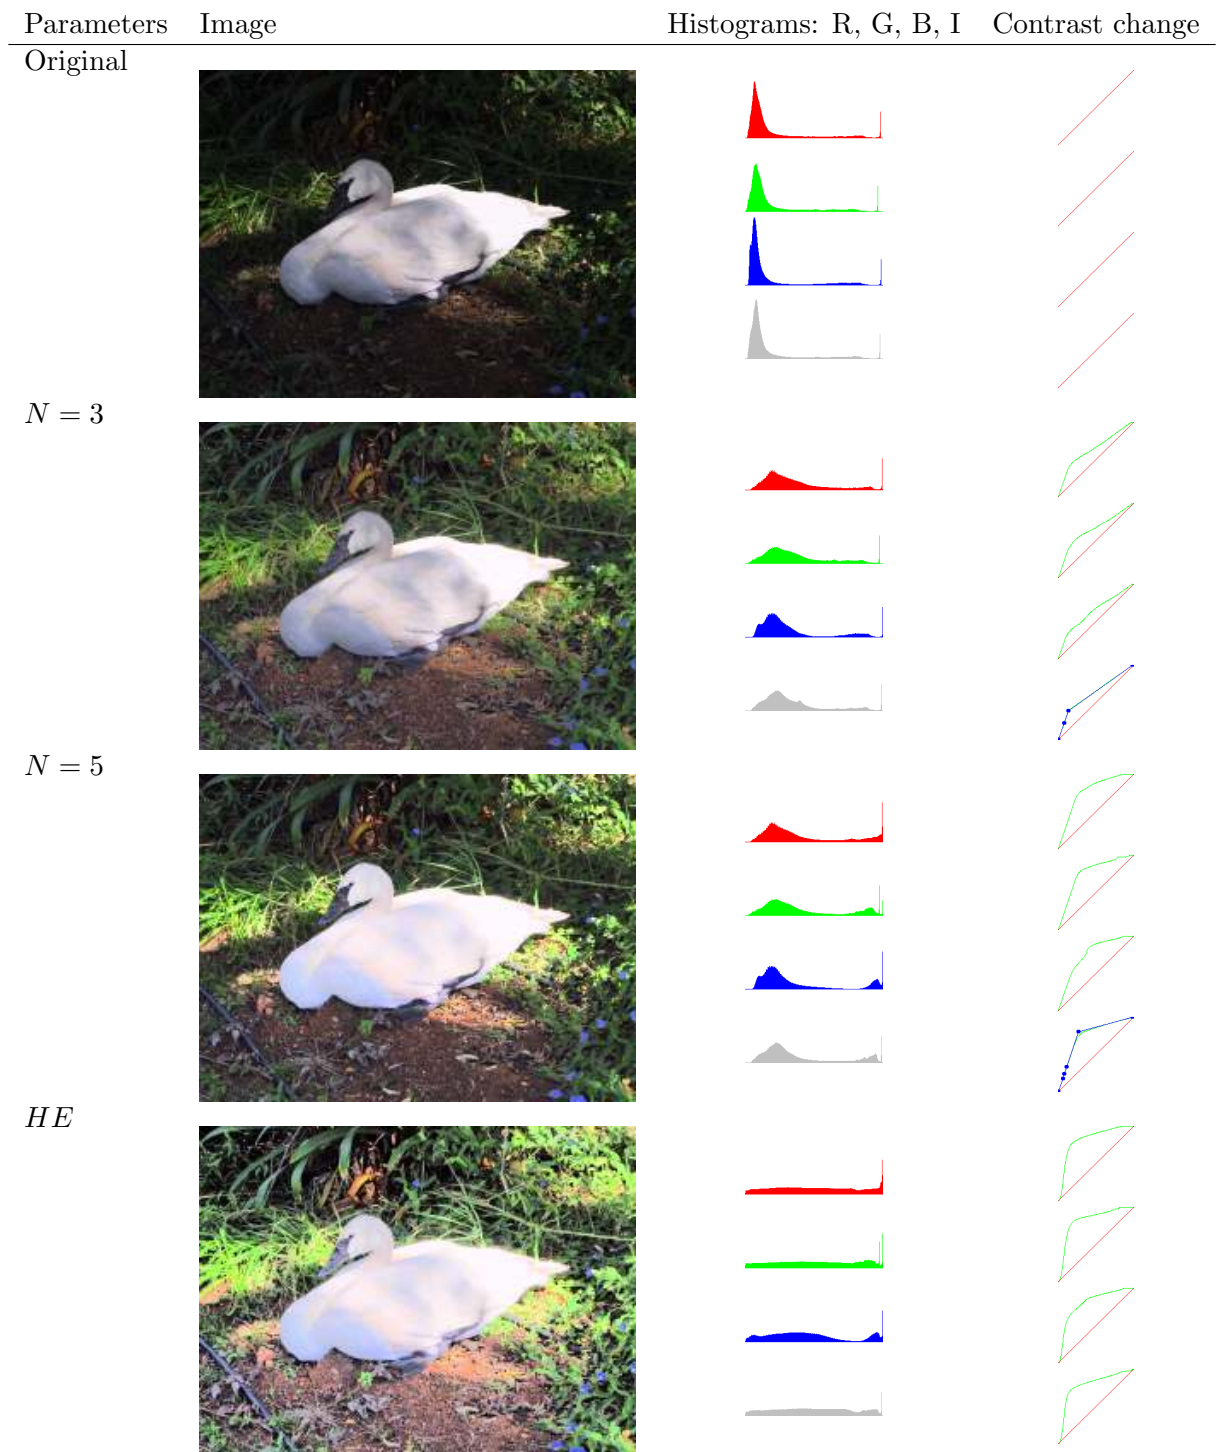 Parameters Image Histograms: R, G, B, I Contrast change
Original
N = 3
N = 5
HE